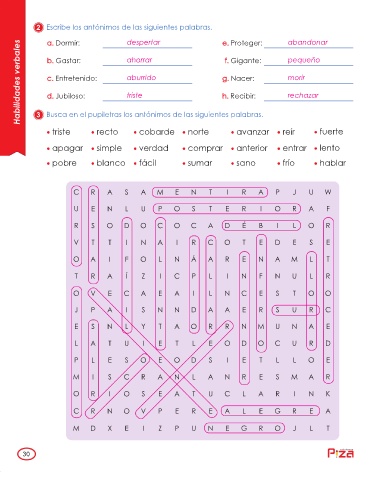 Habilidades verbales
2 Escribe los antónimos de las siguientes palabras.
a. Dormir: despertar e. Proteger: abandonar
b. Gastar: ahorrar f. Gigante: pequeño
c. Entretenido: aburrido g. Nacer: morir
d. Jubiloso: triste h. Recibir: rechazar
3 Busca en el pupiletras los antónimos de las siguientes palabras.
• triste • recto • cobarde • norte • avanzar • reír • fuerte
• apagar • simple • verdad • comprar • anterior • entrar • lento
• pobre • blanco • fácil • sumar • sano • frío • hablar
C R A S A M E N T I R A P J U W
U E N L U P O S T E R I O R A F
R S O D O C O C A D É B I L O R
V T T I N A I R C O T E D E S E
O A I F O L N Á A R E N A M L T
T R A Í Z I C P L I N F N U L R
O V E C A E A I L N C E S T O O
J P A I S N N D A A E R S U R C
E S N L Y T A O R R N M U N A E
L A T U I E T L E O D O C U R D
P L E S O E O D S I E T L L O E
M I S C R A N L A N R E S M A R
O R I O S E A T U C L A R I N K
C R N O V P E R E A L E G R E A
M D X E I Z P U N E G R O J L T
30
Piza